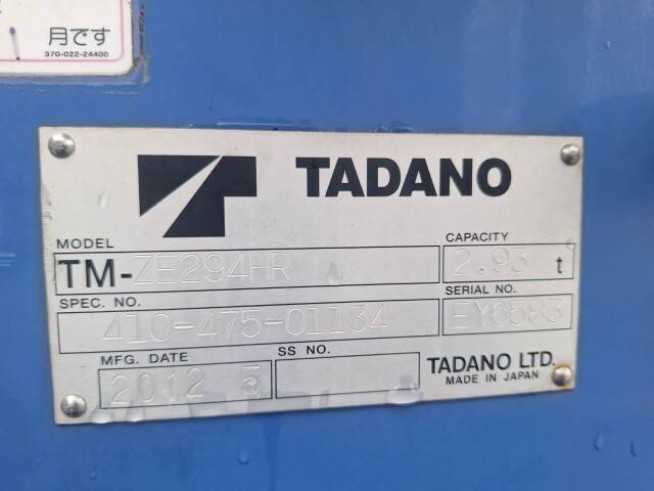 月です
370-022-24400
TADANO
MODEL
CAPACITY
TM-ZE294HR
2.93 t
SPEC. NO.
SERIAL NO.
410-475-01134
EY6583
MFG. DATE
SS NO.
2012 5
TADANO LTD.
MADE IN JAPAN